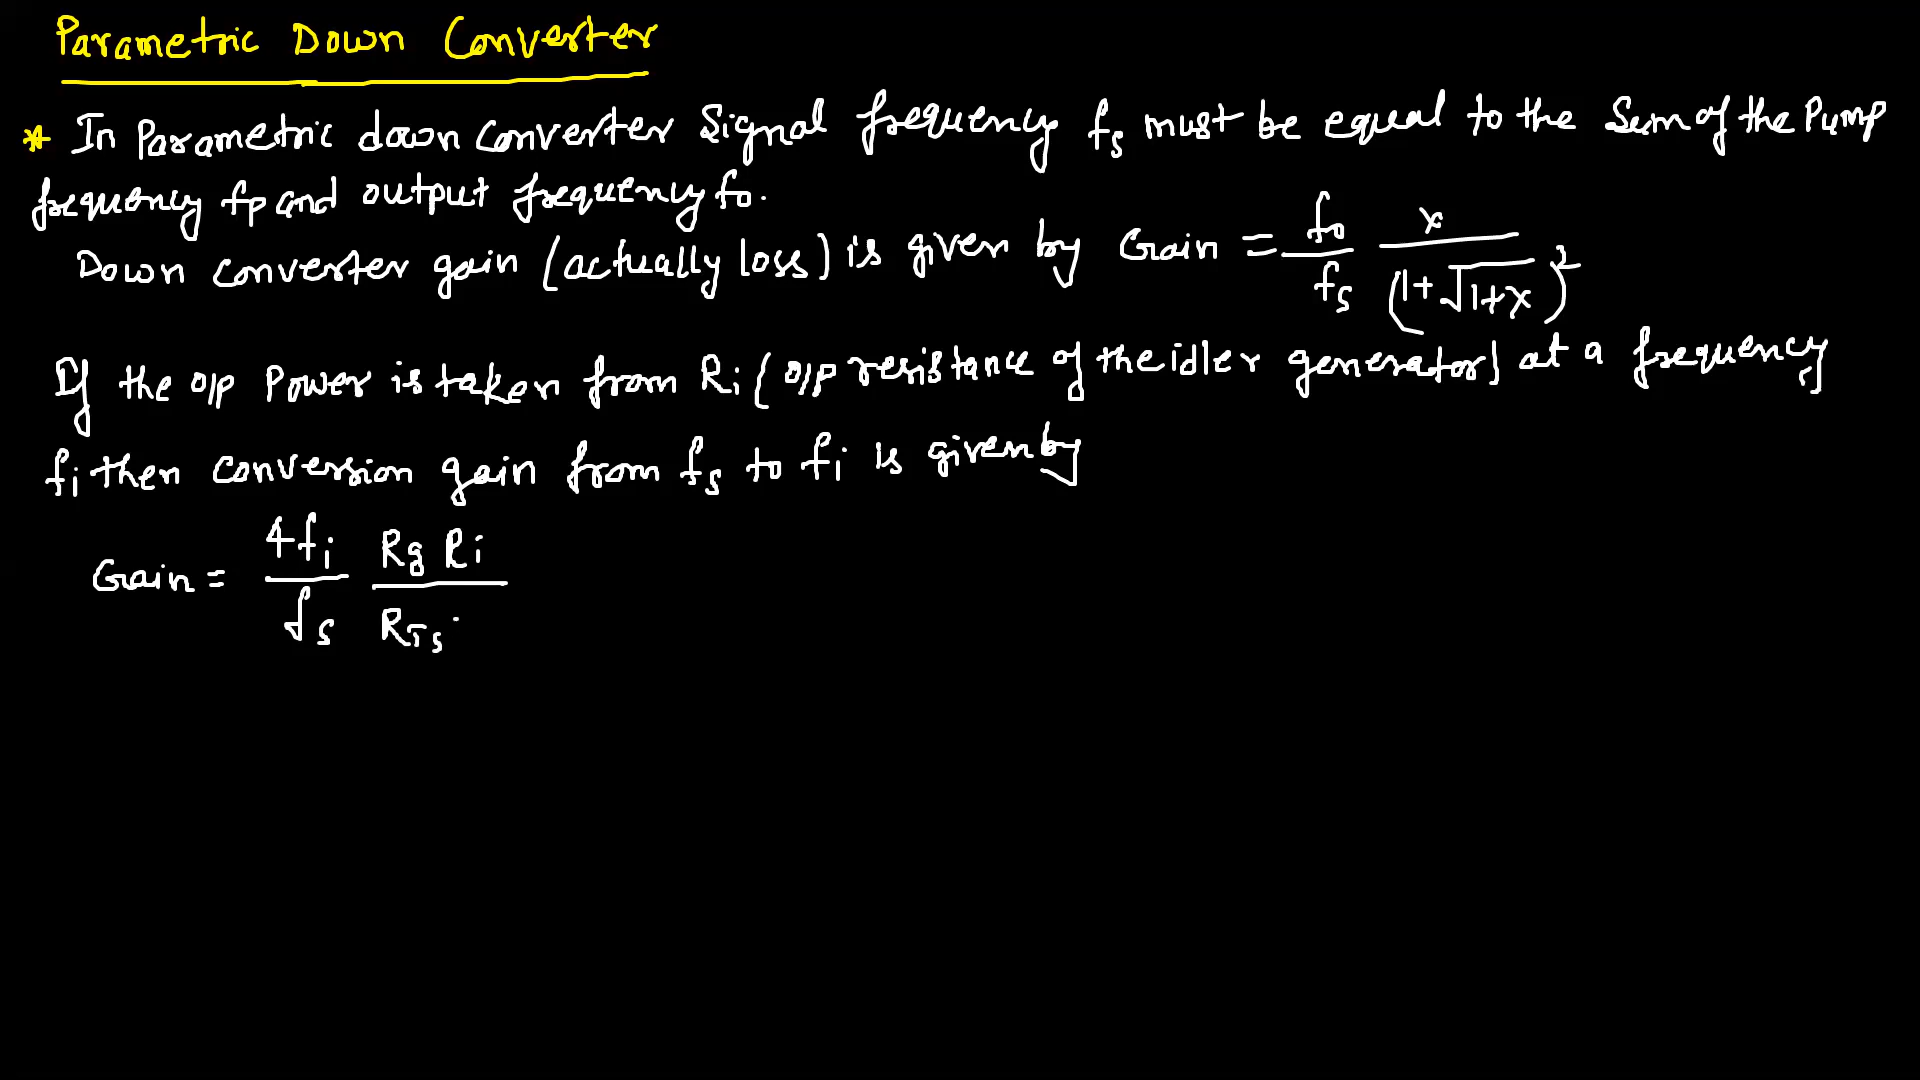 Parametric Down Converter
* In Parametric down converter Signal frequency fs must be equal to the Sum of the Pump
frequency fp and output frequency fo.
Down converter gain (actually loss) is given by Gain = fo/fs x/(1+√1+x)²
If the o/p Power is taken from Ri (o/p resistance of the idler generator) at a frequency
fi then conversion gain from fs to fi is given by
Gain = 4fi/fs Rg Ri/RTs